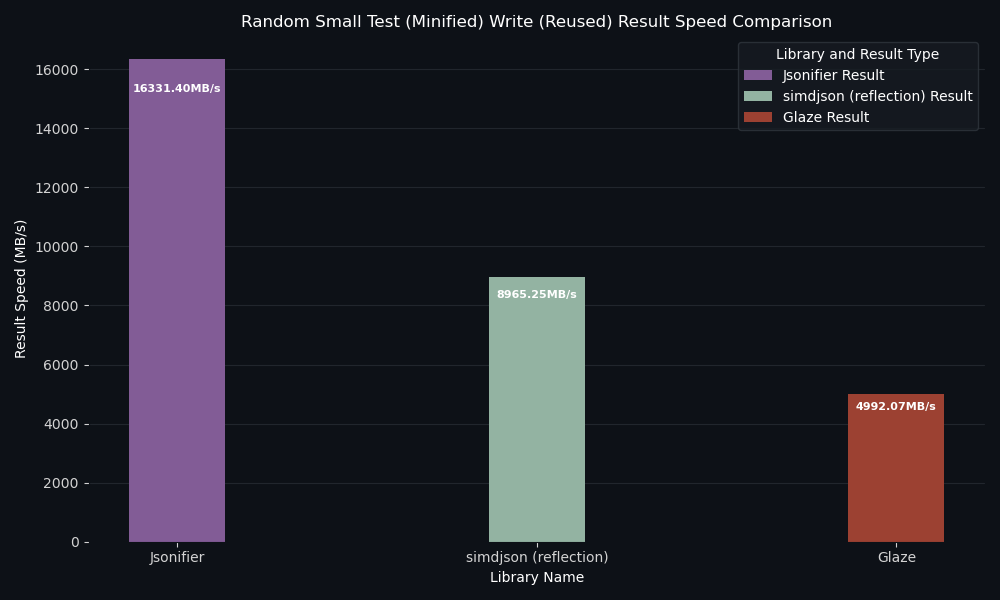 Random Small Test (Minified) Write (Reused) Result Speed Comparison
Library and Result Type
Jsonifier Result
simdjson (reflection) Result
Glaze Result
Result Speed (MB/s)
16000
14000
12000
10000
8000
6000
4000
2000
0
16331.40MB/s
8965.25MB/s
4992.07MB/s
Jsonifier
simdjson (reflection)
Glaze
Library Name